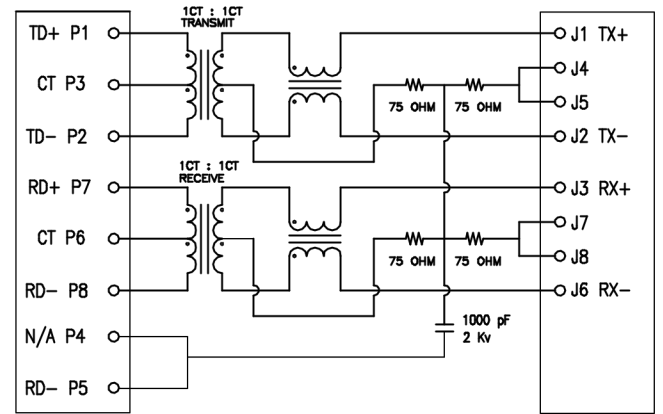 1CT : 1CT
TRANSMIT
TD+ P1
J1 TX+
J4
CT P3
75 OHM
75 OHM
J5
TD- P2
J2 TX-
1CT : 1CT
RECEIVE
RD+ P7
J3 RX+
J7
CT P6
75 OHM
75 OHM
J8
RD- P8
J6 RX-
1000 pF
2 Kv
N/A P4
RD- P5